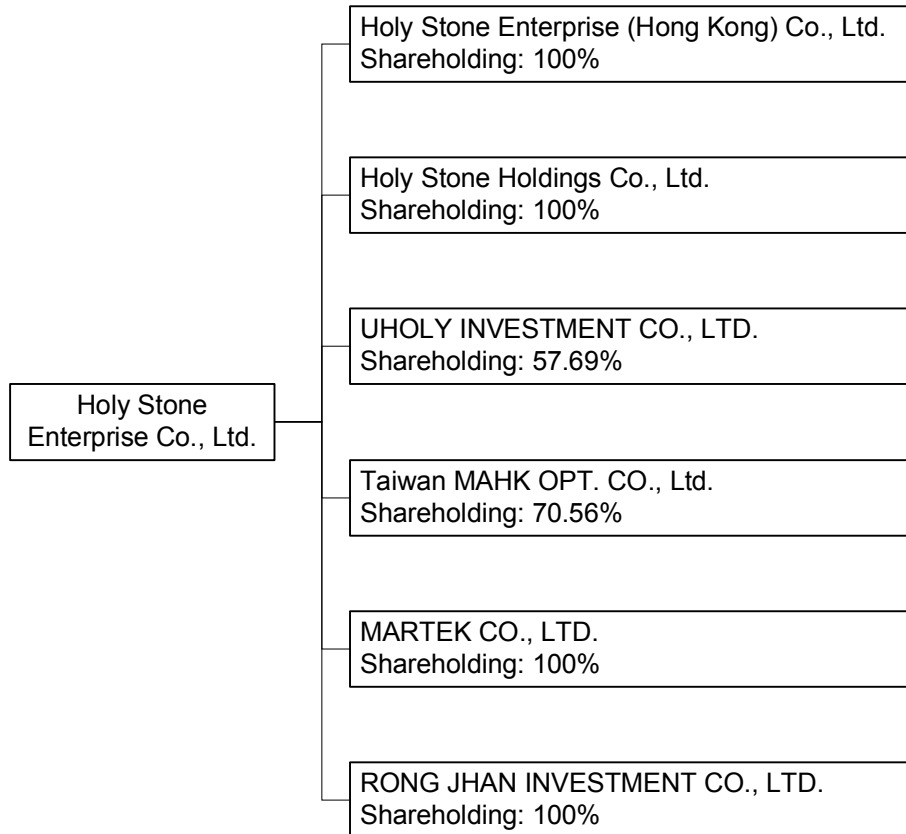 Holy Stone Enterprise (Hong Kong) Co., Ltd.
Shareholding: 100%
Holy Stone Holdings Co., Ltd.
Shareholding: 100%
UHOLY INVESTMENT CO., LTD.
Shareholding: 57.69%
Holy Stone
Enterprise Co., Ltd.
Taiwan MAHK OPT. CO., Ltd.
Shareholding: 70.56%
MARTEK CO., LTD.
Shareholding: 100%
RONG JHAN INVESTMENT CO., LTD.
Shareholding: 100%